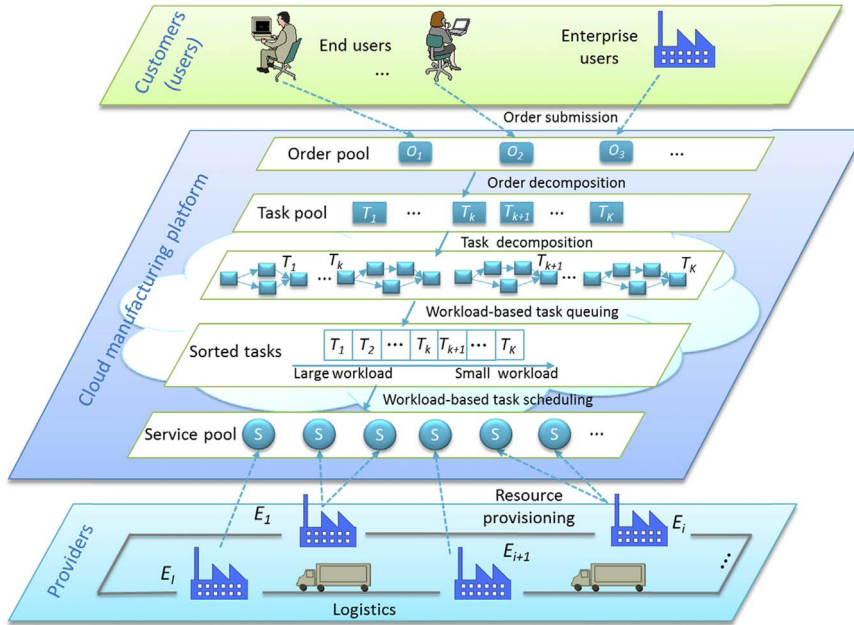 Customers
(users)
End users
...
Enterprise
users
Order submission
Cloud manufacturing platform
Order pool
O1
O2
O3
...
Order decomposition
Task pool
T1
...
Tk
Tk+1
...
TK
Task decomposition
T1
... Tk
Tk+1
...
TK
Workload-based task queuing
Sorted tasks
T1 T2 ... Tk Tk+1 ... TK
Large workload
Small workload
Workload-based task scheduling
Service pool
S S S S S S ...
Resource
provisioning
Providers
E1
Ei
EI
Ei+1
...
Logistics